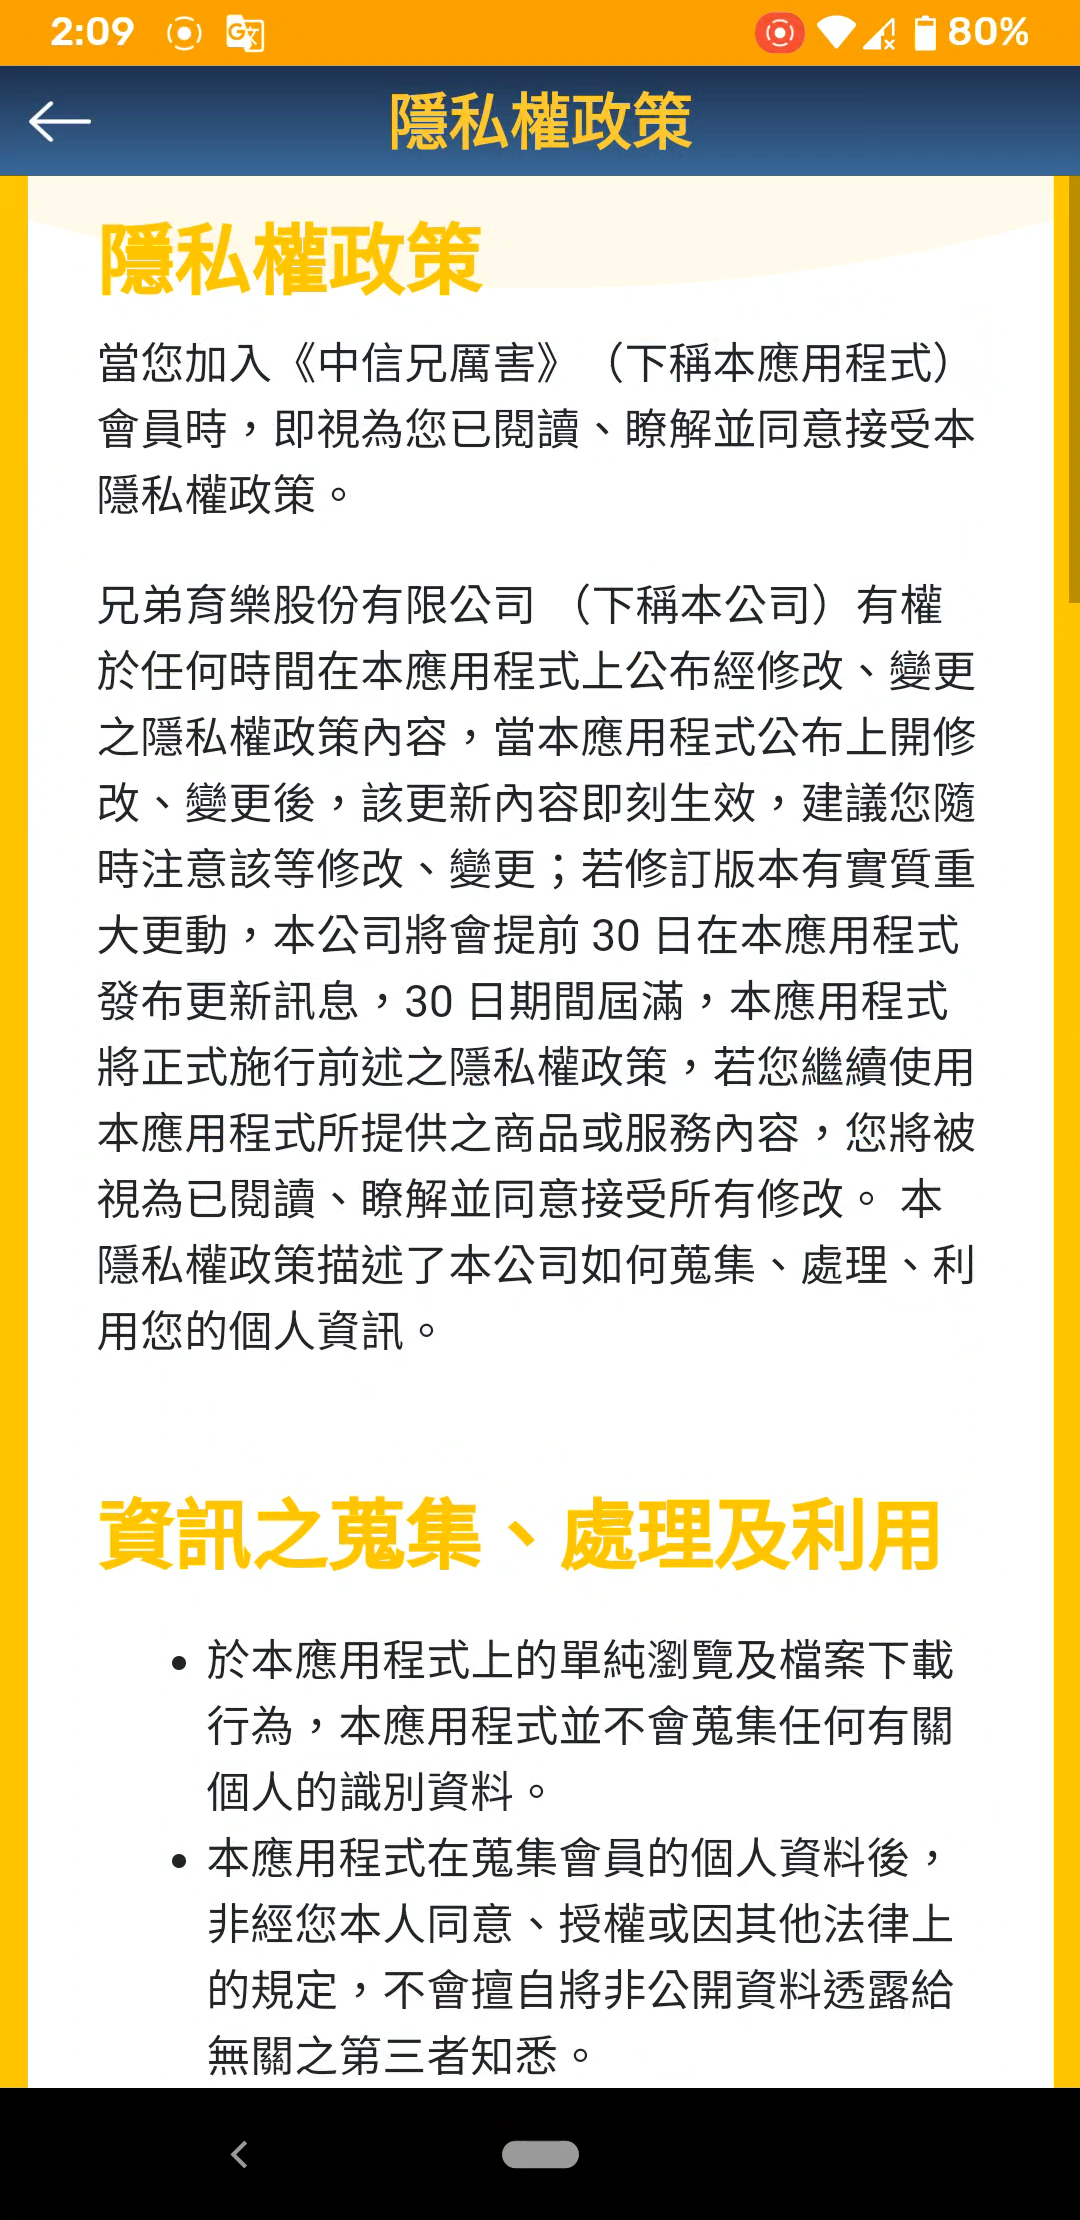 2:09
80%
隱私權政策
隱私權政策
當您加入《中信兄厲害》（下稱本應用程式）
會員時，即視為您已閱讀、瞭解並同意接受本
隱私權政策。
兄弟育樂股份有限公司 （下稱本公司）有權
於任何時間在本應用程式上公布經修改、變更
之隱私權政策內容，當本應用程式公布上開修
改、變更後，該更新內容即刻生效，建議您隨
時注意該等修改、變更；若修訂版本有實質重
大更動，本公司將會提前 30 日在本應用程式
發布更新訊息，30 日期間屆滿，本應用程式
將正式施行前述之隱私權政策，若您繼續使用
本應用程式所提供之商品或服務內容，您將被
視為已閱讀、瞭解並同意接受所有修改。 本
隱私權政策描述了本公司如何蒐集、處理、利
用您的個人資訊。
資訊之蒐集、處理及利用
• 於本應用程式上的單純瀏覽及檔案下載
行為，本應用程式並不會蒐集任何有關
個人的識別資料。
• 本應用程式在蒐集會員的個人資料後，
非經您本人同意、授權或因其他法律上
的規定，不會擅自將非公開資料透露給
無關之第三者知悉。